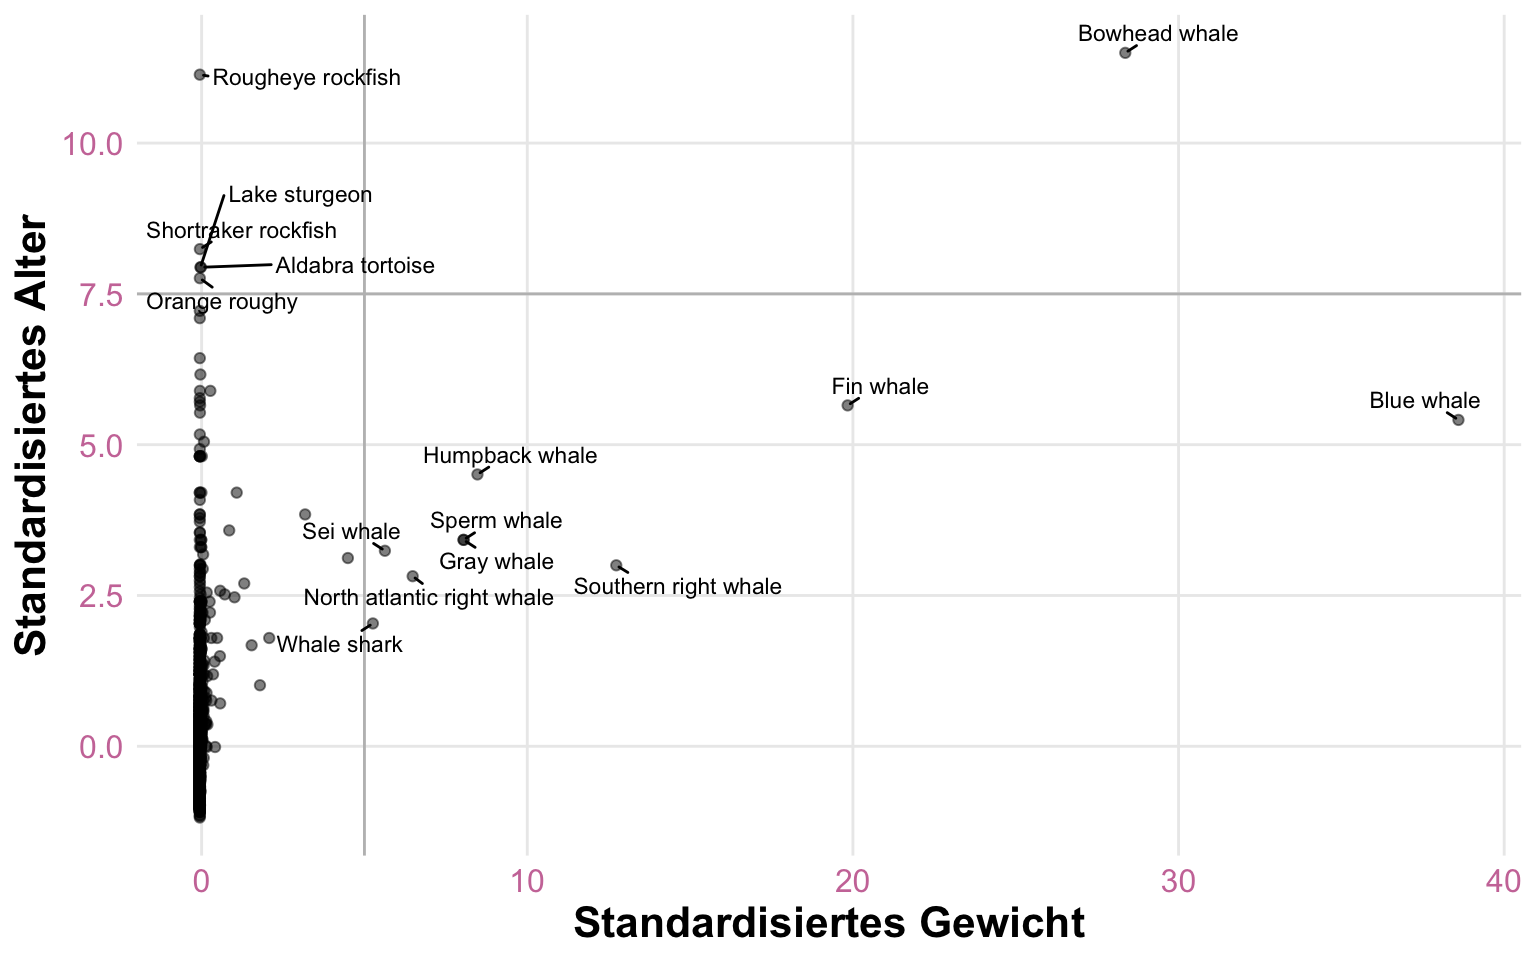 Bowhead whale
Rougheye rockfish
10.0
Lake sturgeon
Shortraker rockfish
Aldabra tortoise
7.5
Orange roughy
Fin whale
Blue whale
5.0
Humpback whale
Sperm whale
Sei whale
Gray whale
Southern right whale
2.5
North atlantic right whale
Whale shark
0.0
Standardisiertes Alter
0
10
20
30
40
Standardisiertes Gewicht